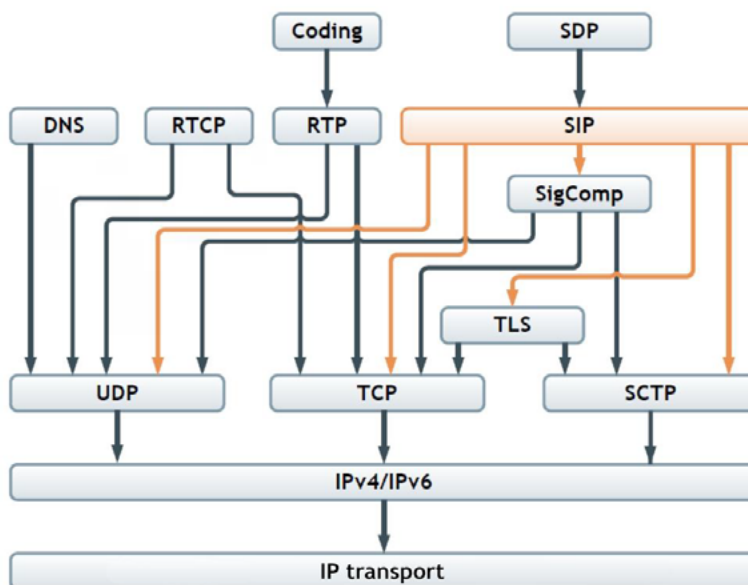 Coding
SDP
DNS
RTCP
RTP
SIP
SigComp
TLS
UDP
TCP
SCTP
IPv4/IPv6
IP transport